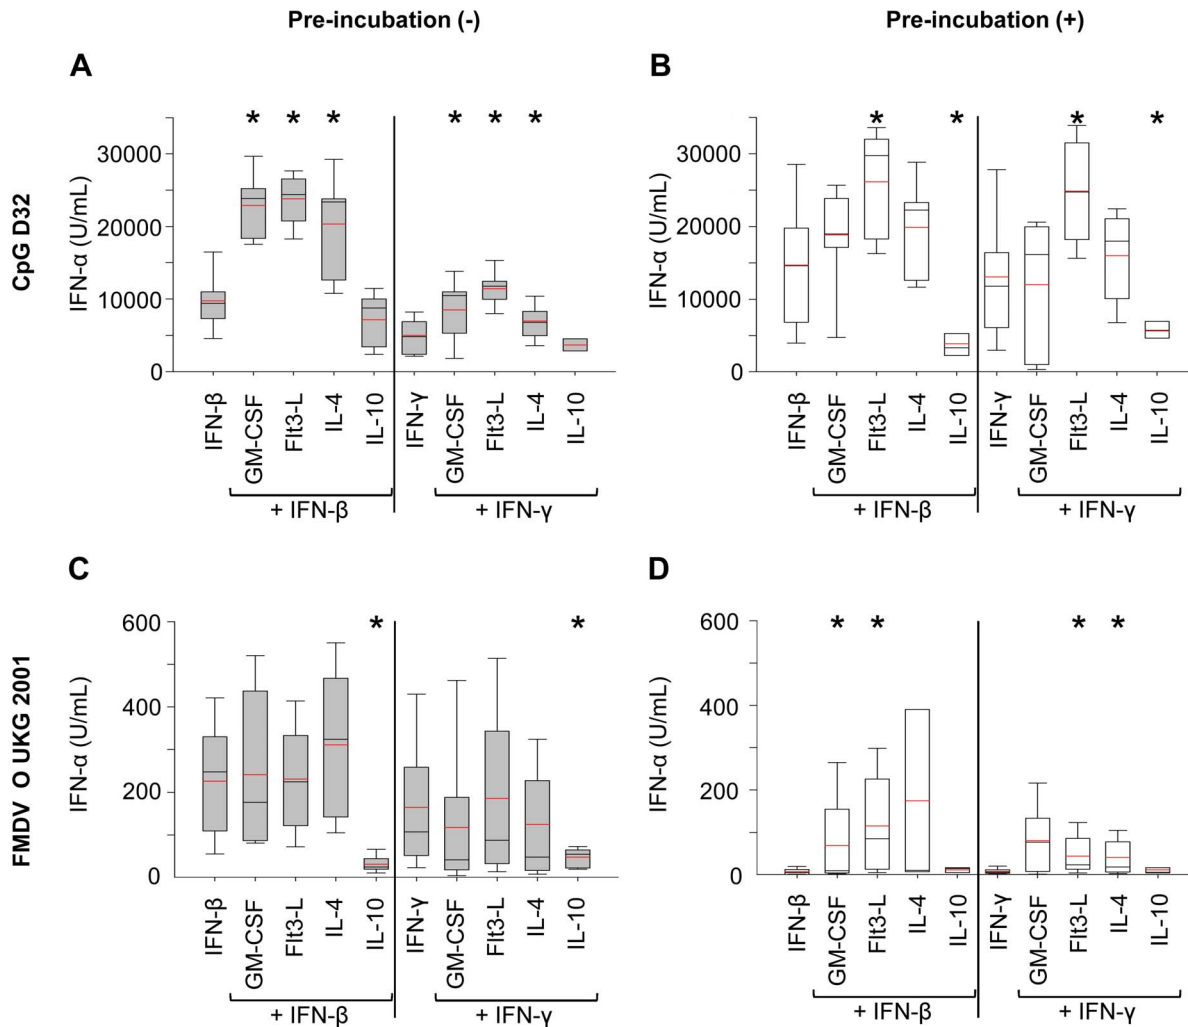 Pre-incubation (-)
Pre-incubation (+)
A
B
CpG D32
IFN-α (U/mL)
30000
20000
10000
0
* * * * * *
IFN-β
GM-CSF
Flt3-L
IL-4
IL-10
IFN-γ
GM-CSF
Flt3-L
IL-4
IL-10
+ IFN-β
+ IFN-γ
IFN-α (U/mL)
30000
20000
10000
0
* * * *
IFN-β
GM-CSF
Flt3-L
IL-4
IL-10
IFN-γ
GM-CSF
Flt3-L
IL-4
IL-10
+ IFN-β
+ IFN-γ
C
D
FMDV O UKG 2001
IFN-α (U/mL)
600
400
200
0
* *
IFN-β
GM-CSF
Flt3-L
IL-4
IL-10
IFN-γ
GM-CSF
Flt3-L
IL-4
IL-10
+ IFN-β
+ IFN-γ
IFN-α (U/mL)
600
400
200
0
* * * *
IFN-β
GM-CSF
Flt3-L
IL-4
IL-10
IFN-γ
GM-CSF
Flt3-L
IL-4
IL-10
+ IFN-β
+ IFN-γ